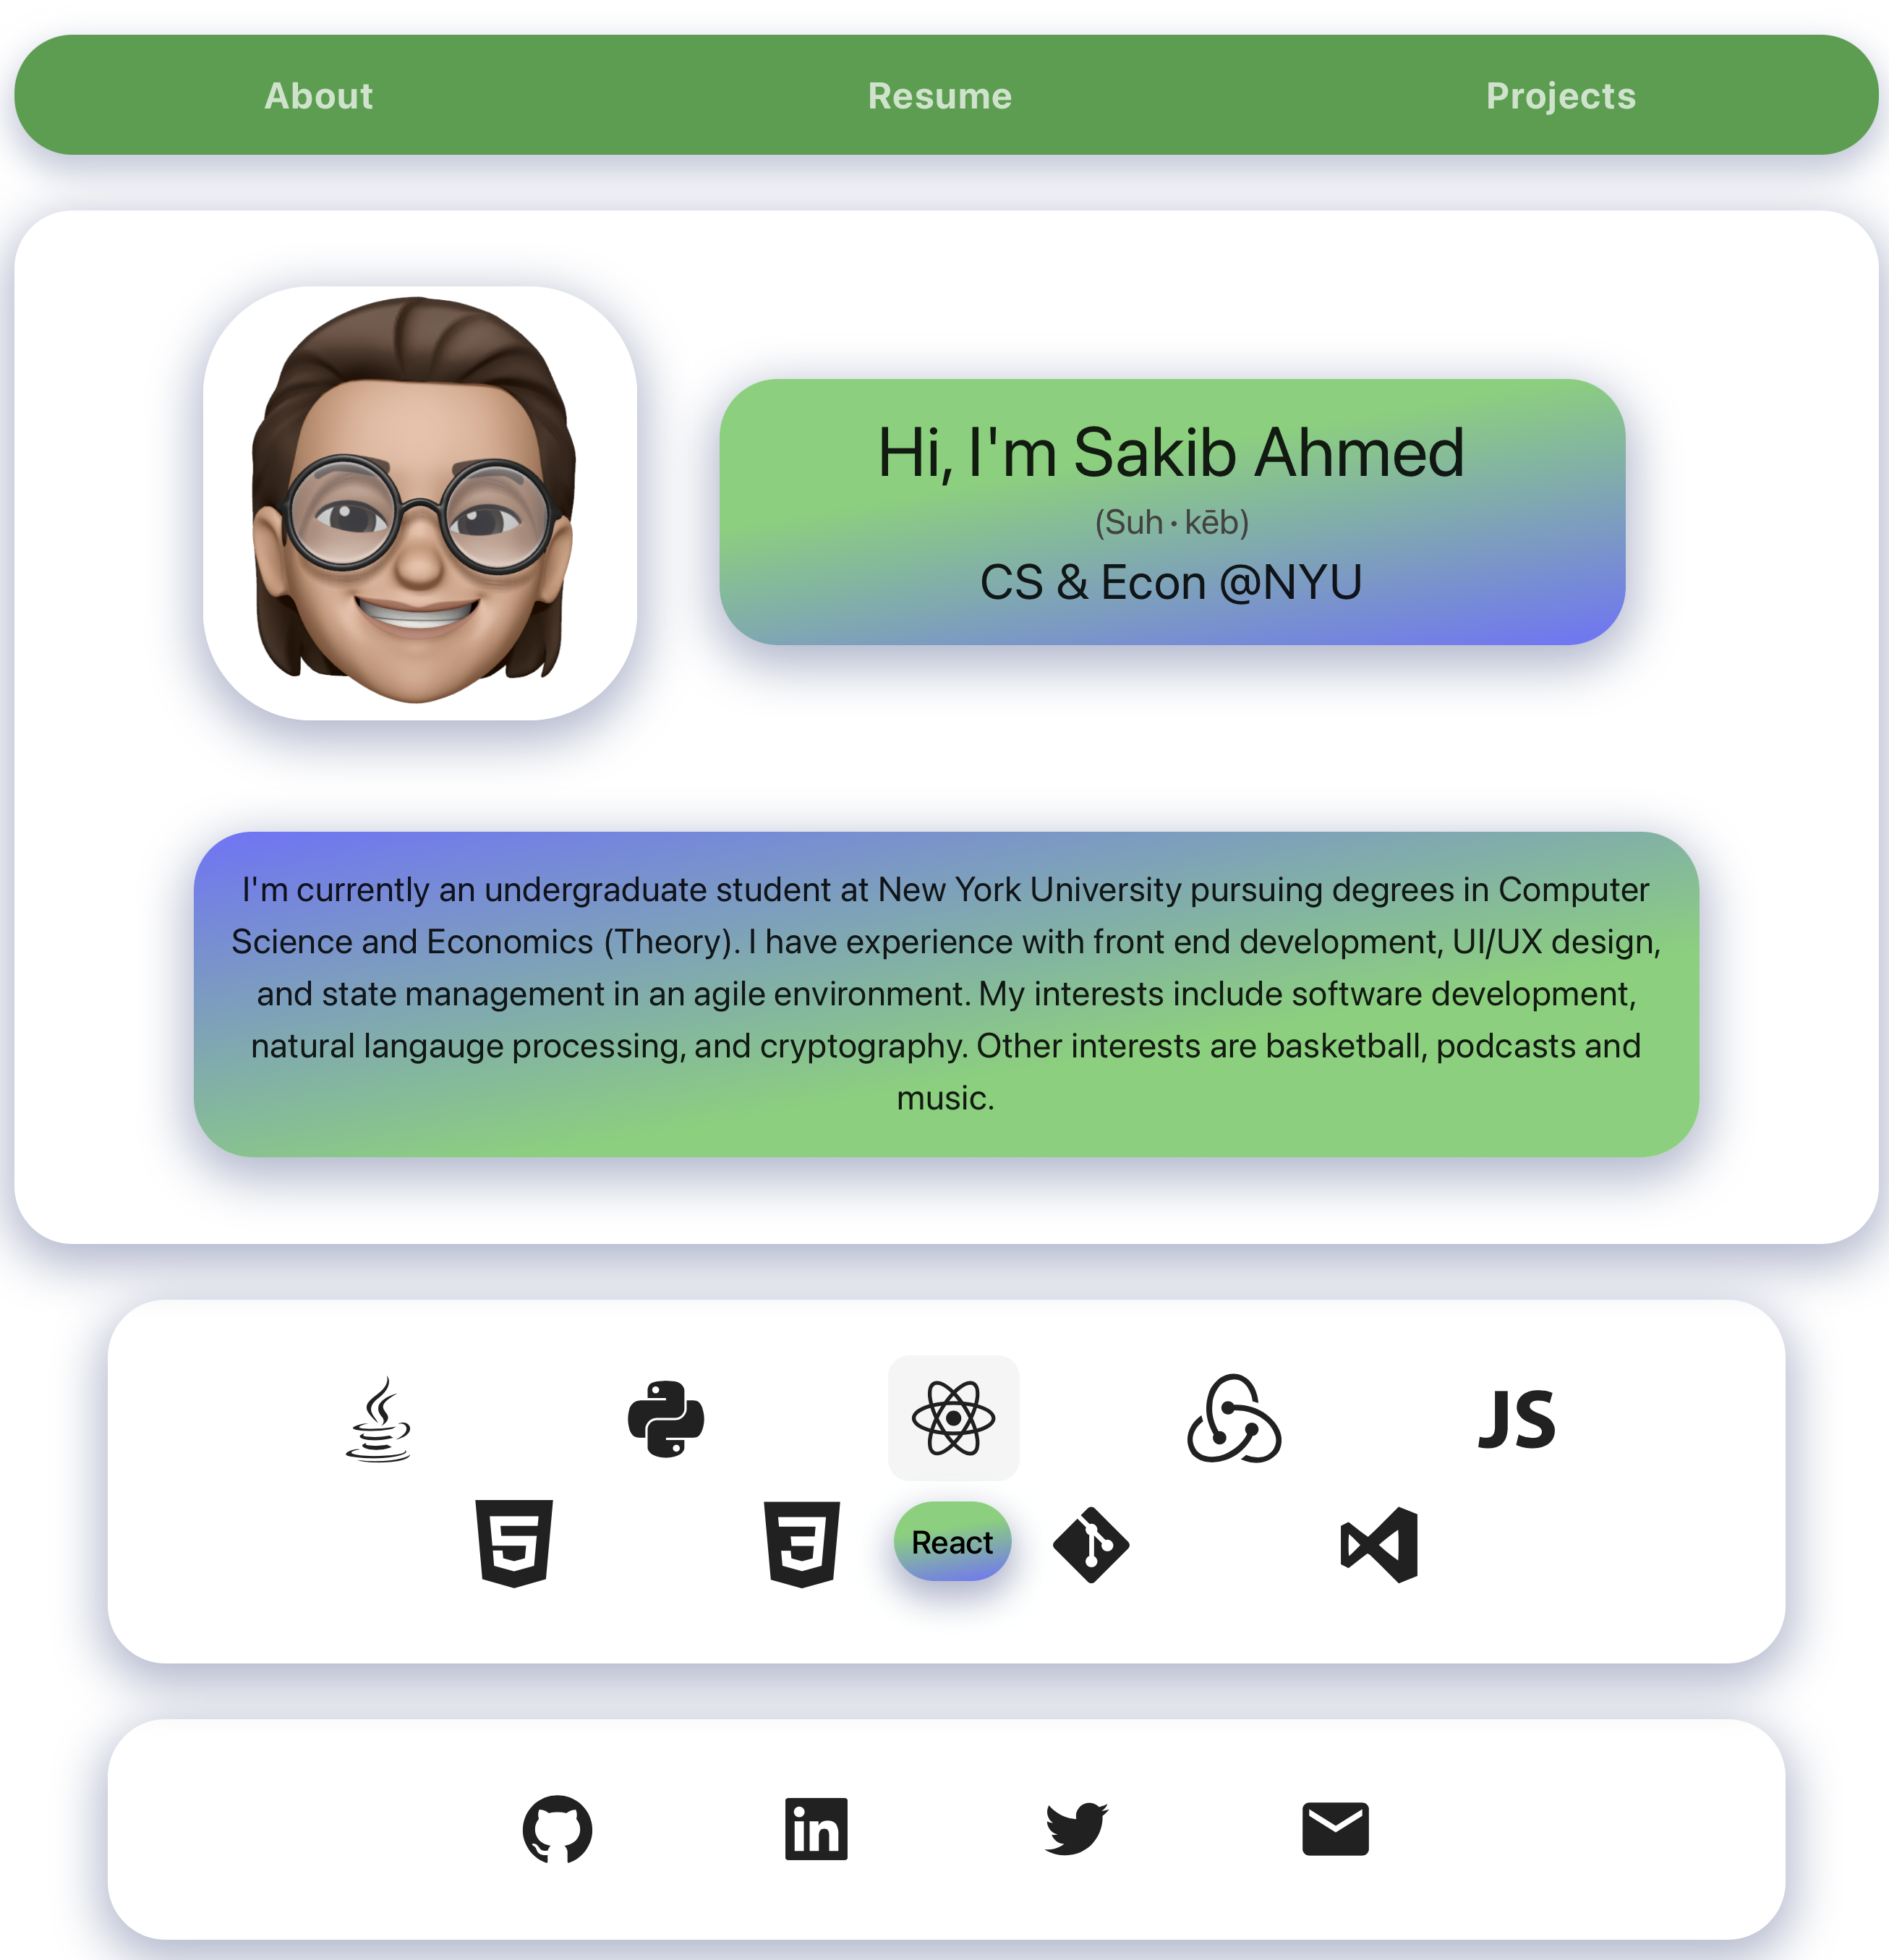 About
Resume
Projects
Hi, I'm Sakib Ahmed
(Suh · kēb)
CS & Econ @NYU
I'm currently an undergraduate student at New York University pursuing degrees in Computer
Science and Economics (Theory). I have experience with front end development, UI/UX design,
and state management in an agile environment. My interests include software development,
natural langauge processing, and cryptography. Other interests are basketball, podcasts and
music.
JS
React
in